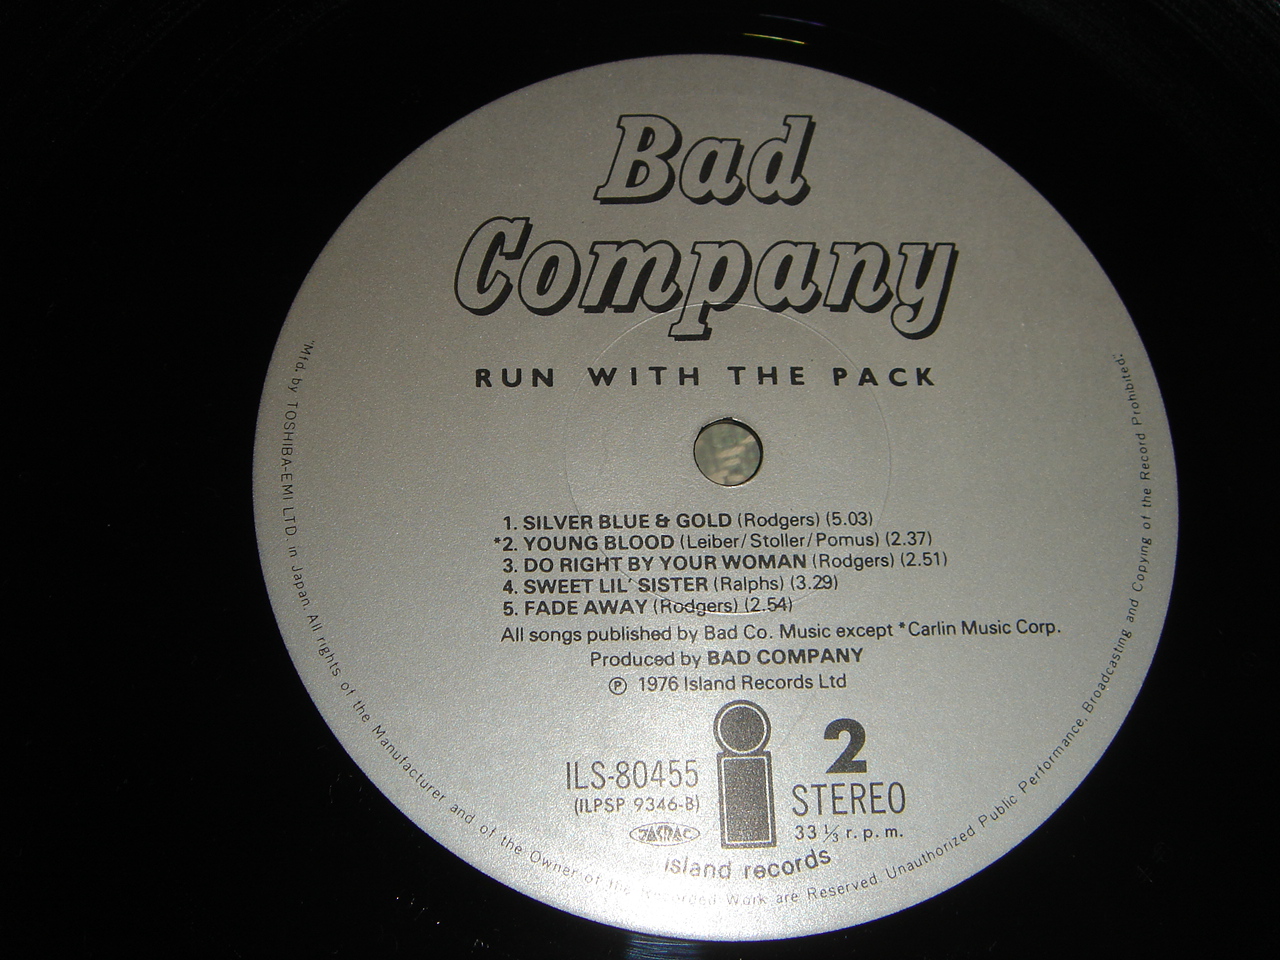 Bad
Company
RUN WITH THE PACK
1. SILVER BLUE & GOLD (Rodgers) (5.03)
*2. YOUNG BLOOD (Leiber/Stoller/Pomus) (2.37)
3. DO RIGHT BY YOUR WOMAN (Rodgers) (2.51)
4. SWEET LIL' SISTER (Ralphs) (3.29)
5. FADE AWAY (Rodgers) (2.54)
All songs published by Bad Co. Music except *Carlin Music Corp.
Produced by BAD COMPANY
℗ 1976 Island Records Ltd
ILS-80455
(ILPSP 9346-B)
JASRAC
2
STEREO
33 ⅓ r. p. m.
island records
"Mfd. by TOSHIBA-EMI LTD. in Japan. All rights of the Manufacturer and of the Owner of the Recorded Work are Reserved. Unauthorized Public Performance, Broadcasting and Copying of the Record Prohibited."